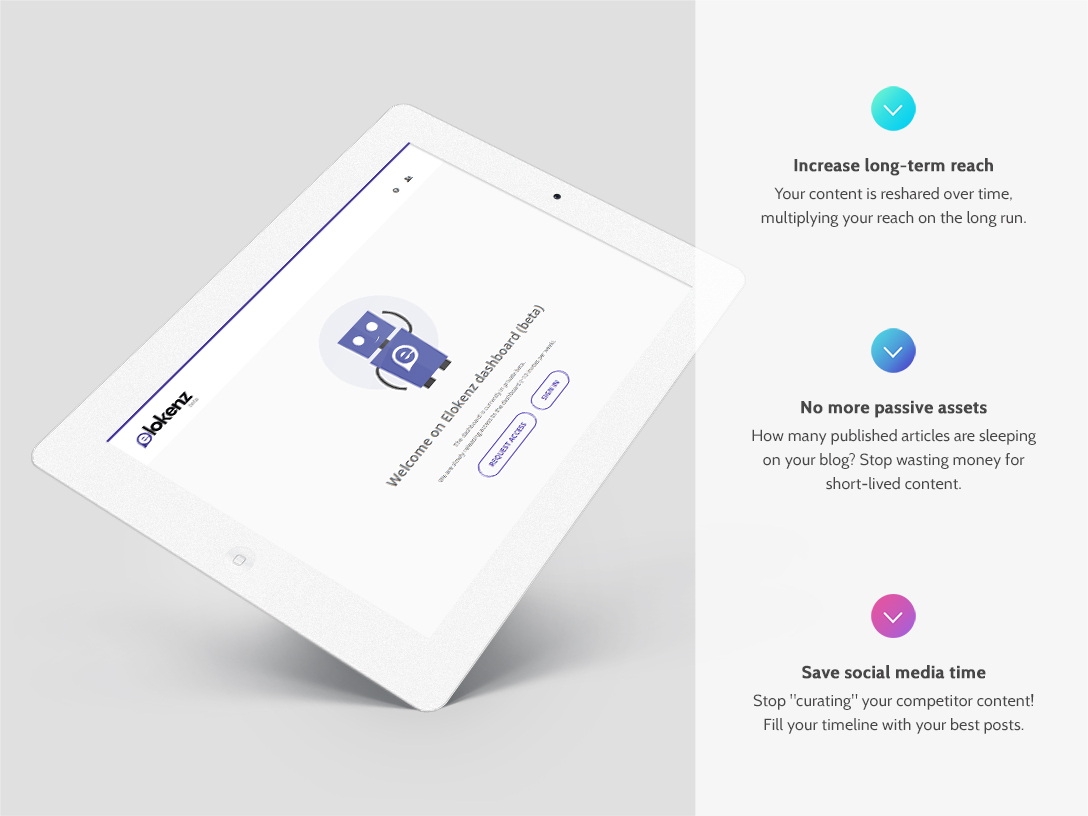 elokenz
Welcome on Elokenz dashboard (beta)
The dashboard is currently in private beta.
We are slowly releasing access to the dashboard (~10 invites per week).
REQUEST ACCESS
SIGN IN
Increase long-term reach
Your content is reshared over time,
multiplying your reach on the long run.
No more passive assets
How many published articles are sleeping
on your blog? Stop wasting money for
short-lived content.
Save social media time
Stop "curating" your competitor content!
Fill your timeline with your best posts.